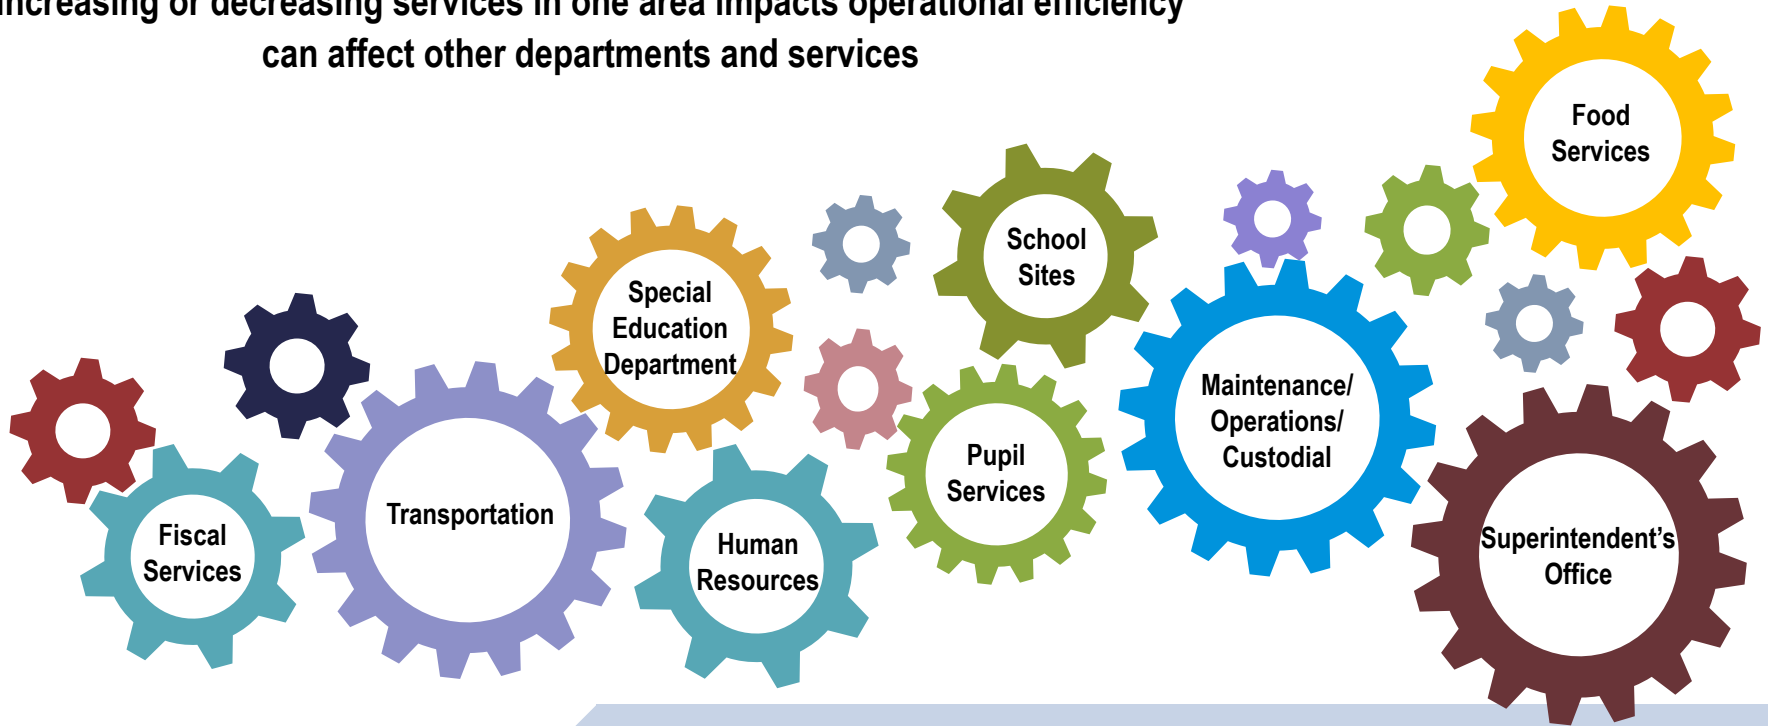 increasing or decreasing services in one area impacts operational efficiency
can affect other departments and services
Food
Services
School
Sites
Special
Education
Department
Maintenance/
Operations/
Custodial
Pupil
Services
Transportation
Fiscal
Services
Human
Resources
Superintendent's
Office